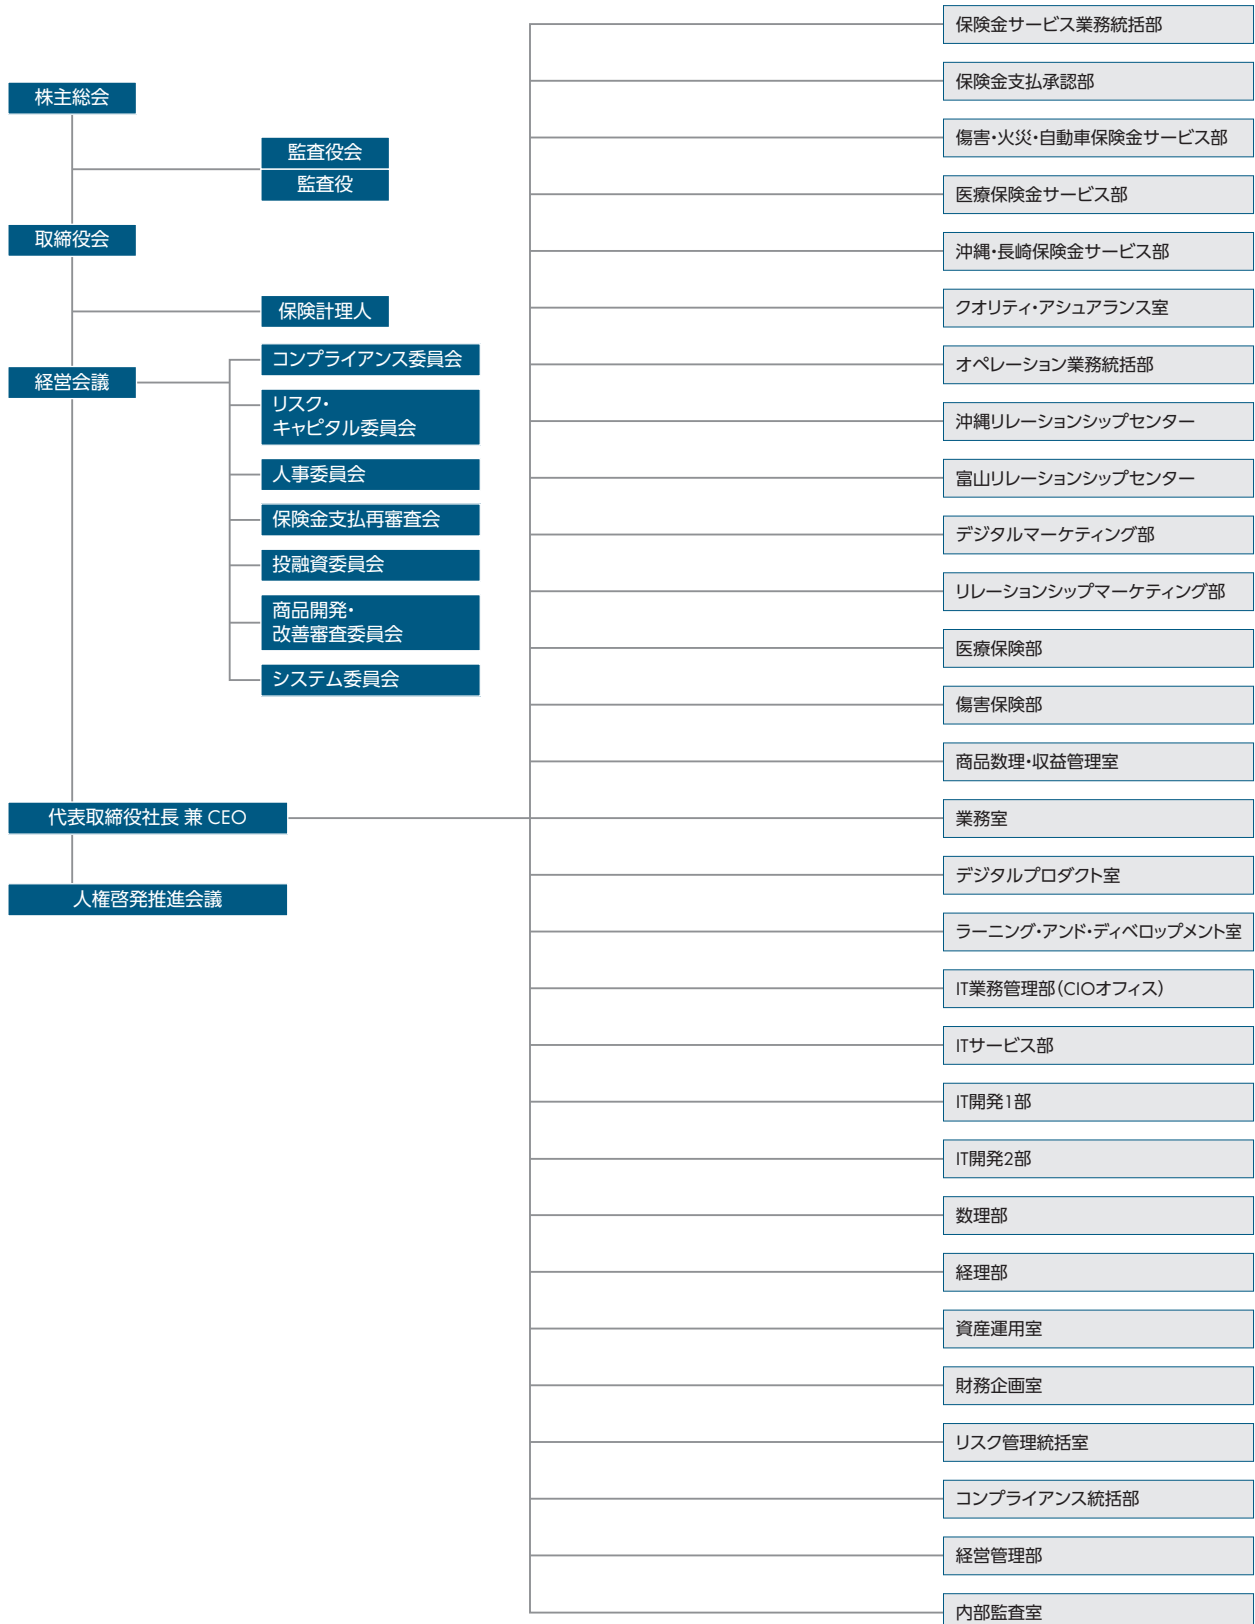 株主総会
監査役会
監査役
取締役会
保険計理人
経営会議
コンプライアンス委員会
リスク・
キャピタル委員会
人事委員会
保険金支払再審査会
投融資委員会
商品開発・
改善審査委員会
システム委員会
代表取締役社長 兼 CEO
人権啓発推進会議
保険金サービス業務統括部
保険金支払承認部
傷害・火災・自動車保険金サービス部
医療保険金サービス部
沖縄・長崎保険金サービス部
クオリティ・アシュアランス室
オペレーション業務統括部
沖縄リレーションシップセンター
富山リレーションシップセンター
デジタルマーケティング部
リレーションシップマーケティング部
医療保険部
傷害保険部
商品数理・収益管理室
業務室
デジタルプロダクト室
ラーニング・アンド・ディベロップメント室
IT業務管理部（CIOオフィス）
ITサービス部
IT開発1部
IT開発2部
数理部
経理部
資産運用室
財務企画室
リスク管理統括室
コンプライアンス統括部
経営管理部
内部監査室